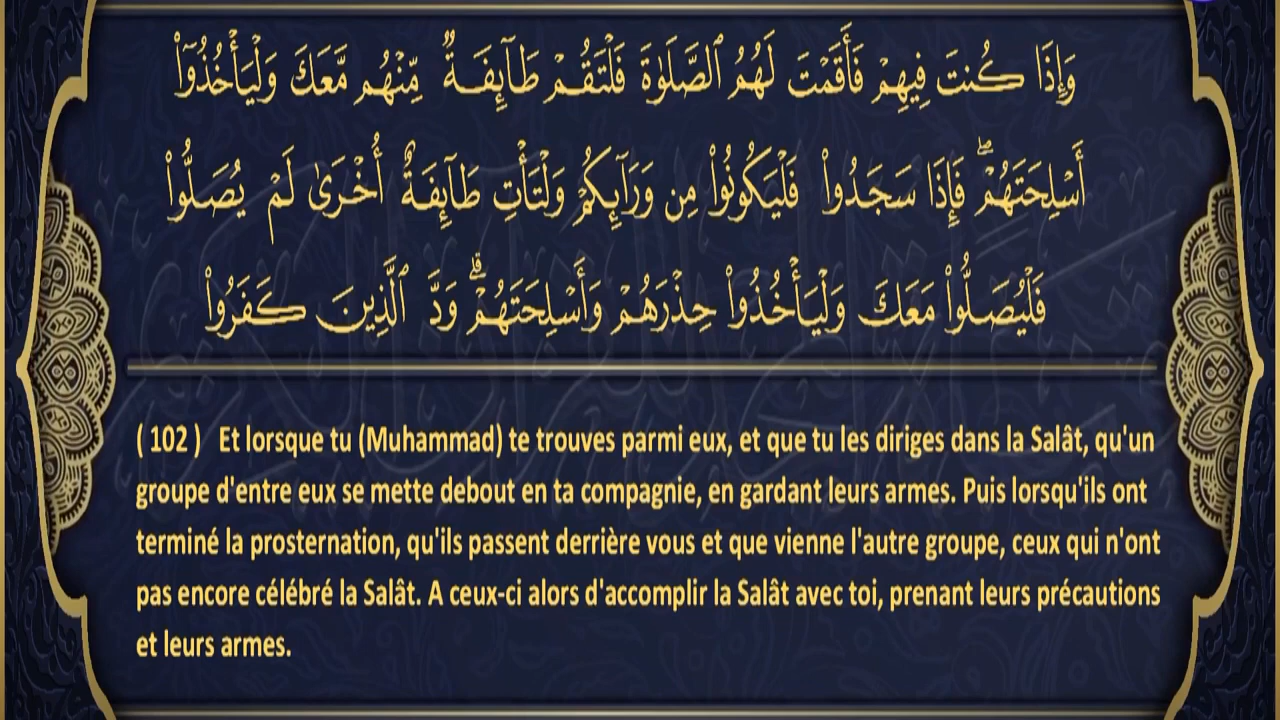 وَإِذَا كُنتَ فِيهِمْ فَأَقَمْتَ لَهُمُ ٱلصَّلَوٰةَ فَلْتَقُمْ طَآئِفَةٌ مِّنْهُم مَّعَكَ وَلْيَأْخُذُوٓا۟
أَسْلِحَتَهُمْ ۖ فَإِذَا سَجَدُوا۟ فَلْيَكُونُوا۟ مِن وَرَآئِكُمْ وَلْتَأْتِ طَآئِفَةٌ أُخْرَىٰ لَمْ يُصَلُّوا۟
فَلْيُصَلُّوا۟ مَعَكَ وَلْيَأْخُذُوا۟ حِذْرَهُمْ وَأَسْلِحَتَهُمْ ۗ وَدَّ ٱلَّذِينَ كَفَرُوا۟
( 102 ) Et lorsque tu (Muhammad) te trouves parmi eux, et que tu les diriges dans la Salât, qu'un
groupe d'entre eux se mette debout en ta compagnie, en gardant leurs armes. Puis lorsqu'ils ont
terminé la prosternation, qu'ils passent derrière vous et que vienne l'autre groupe, ceux qui n'ont
pas encore célébré la Salât. A ceux-ci alors d'accomplir la Salât avec toi, prenant leurs précautions
et leurs armes.